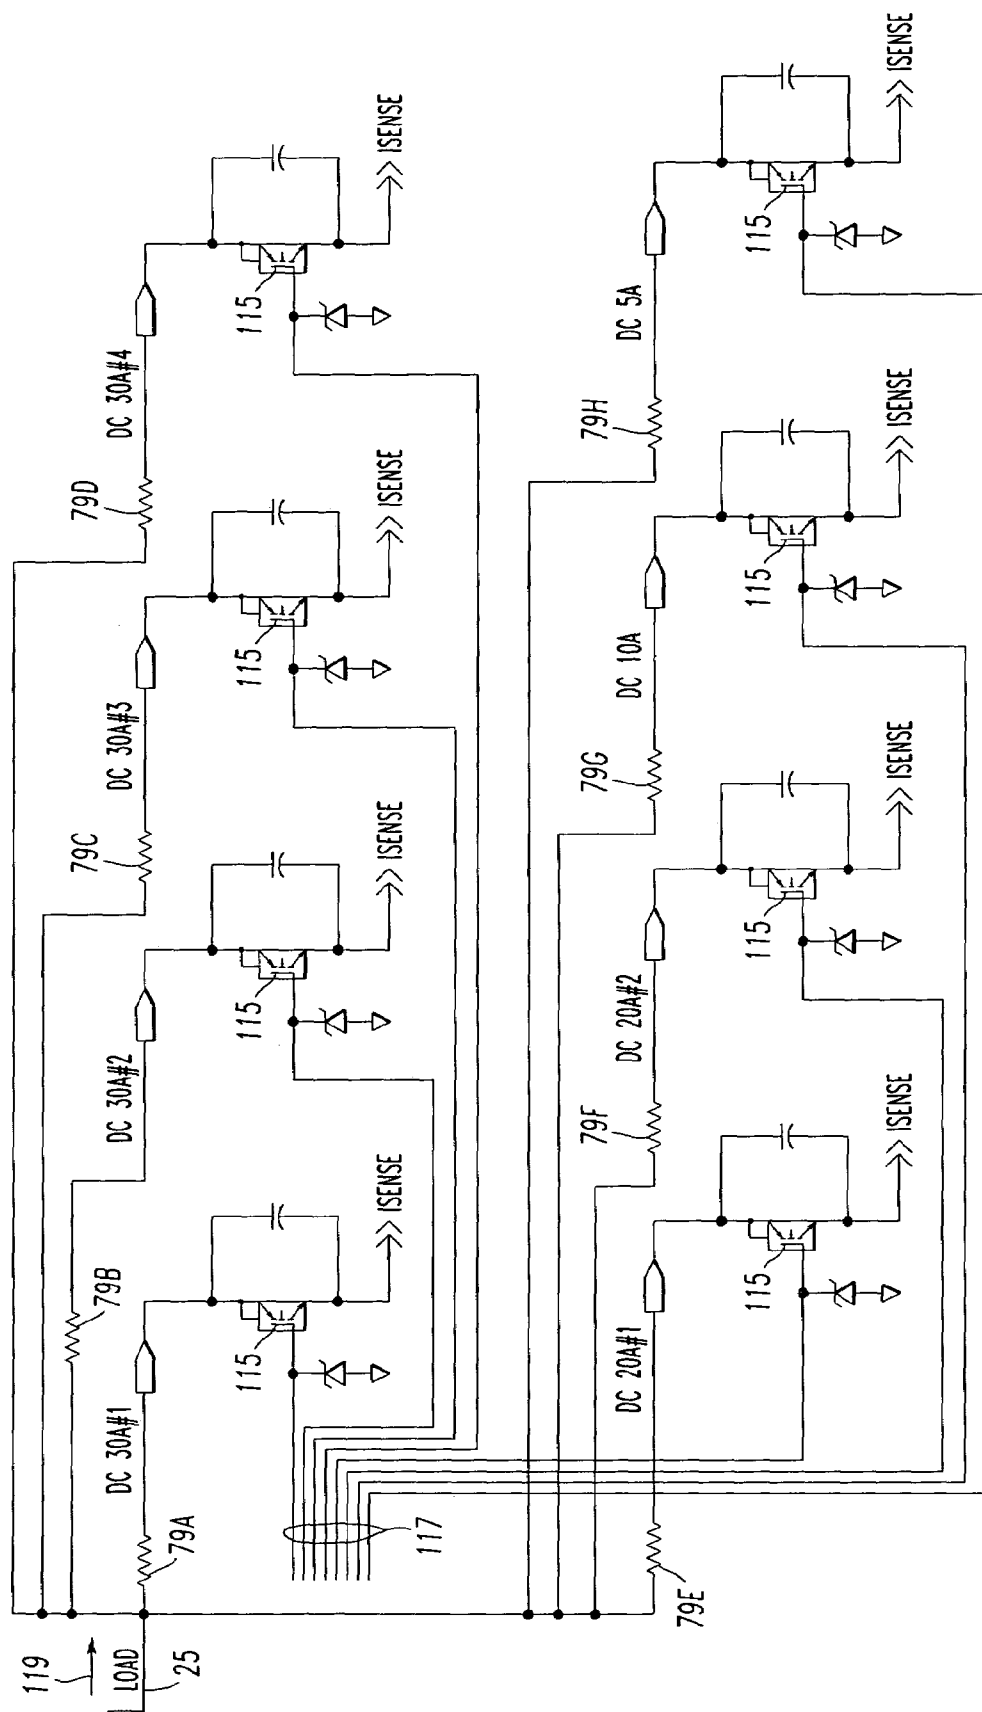 119
LOAD
25
79A
DC 30A#1
115
ISENSE
79B
DC 30A#2
115
ISENSE
79C
DC 30A#3
115
ISENSE
79D
DC 30A#4
115
ISENSE
117
79E
DC 20A#1
115
ISENSE
79F
DC 20A#2
115
ISENSE
79G
DC 10A
115
ISENSE
79H
DC 5A
115
ISENSE